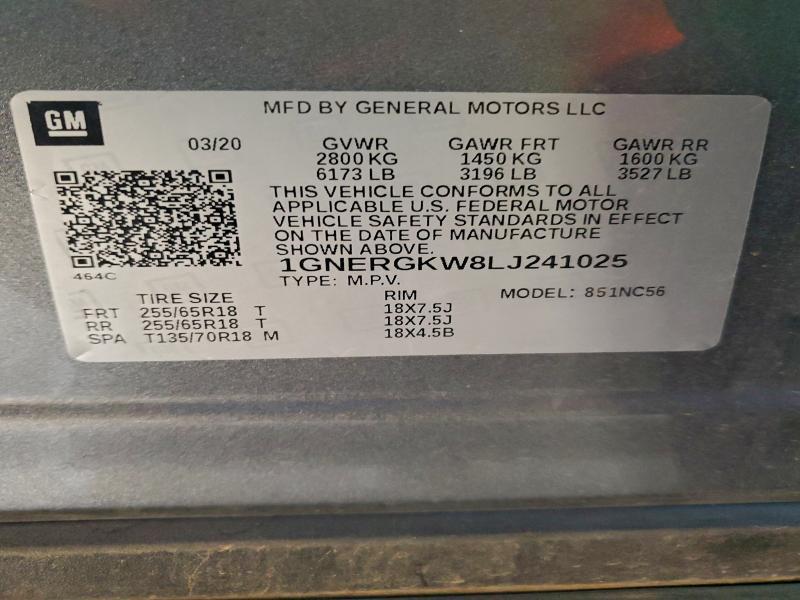 GM
MFD BY GENERAL MOTORS LLC
03/20 GVWR GAWR FRT GAWR RR
2800 KG 1450 KG 1600 KG
6173 LB 3196 LB 3527 LB
THIS VEHICLE CONFORMS TO ALL
APPLICABLE U.S. FEDERAL MOTOR
VEHICLE SAFETY STANDARDS IN EFFECT
ON THE DATE OF MANUFACTURE
SHOWN ABOVE.
464C
1GNERGKW8LJ241025
TYPE: M.P.V. MODEL: 851NC56
TIRE SIZE RIM
FRT 255/65R18 T 18X7.5J
RR 255/65R18 T 18X7.5J
SPA T135/70R18 M 18X4.5B